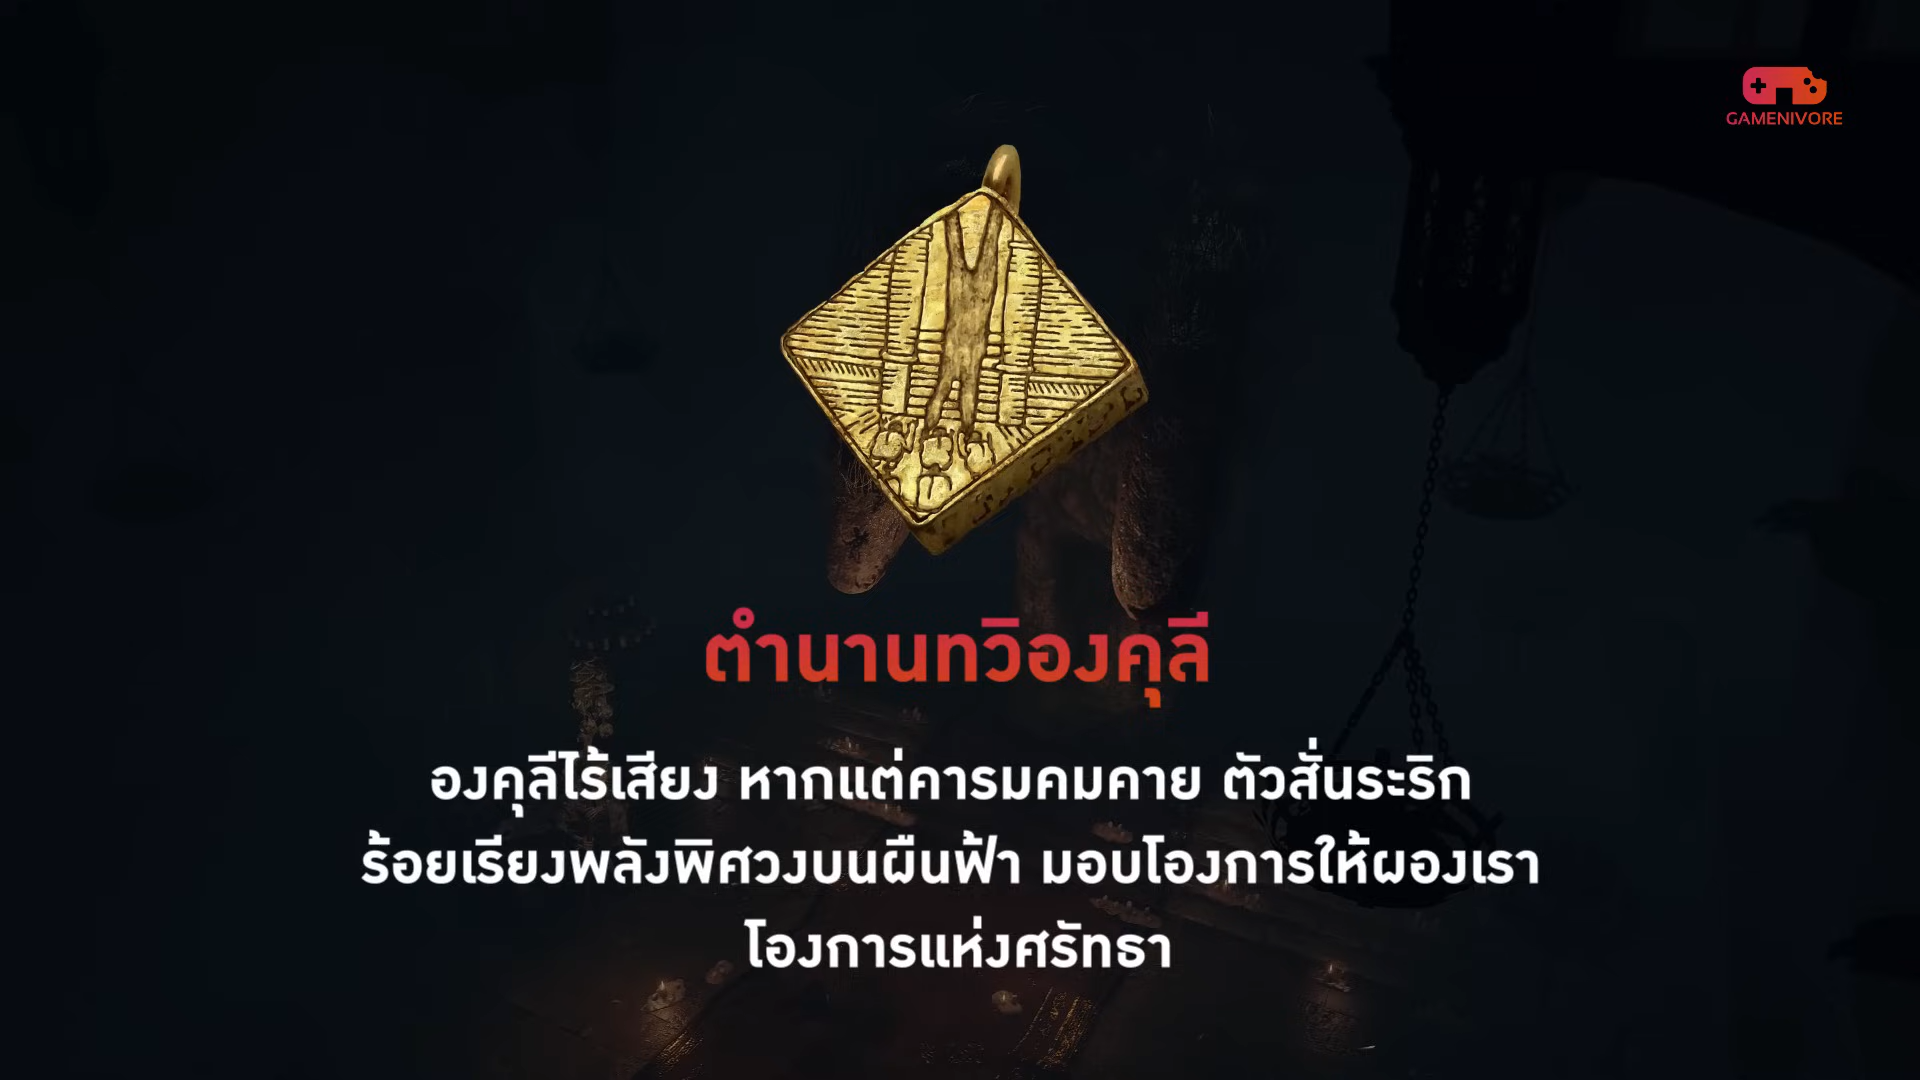 GAMENIVORE
ตำนานทวิองคุลี
องคุลีไร้เสียง หากแต่คารมคมคาย ตัวสั่นระริก
ร้อยเรียงพลังพิศวงบนผืนฟ้า มอบโองการให้ผองเรา
โองการแห่งศรัทธา